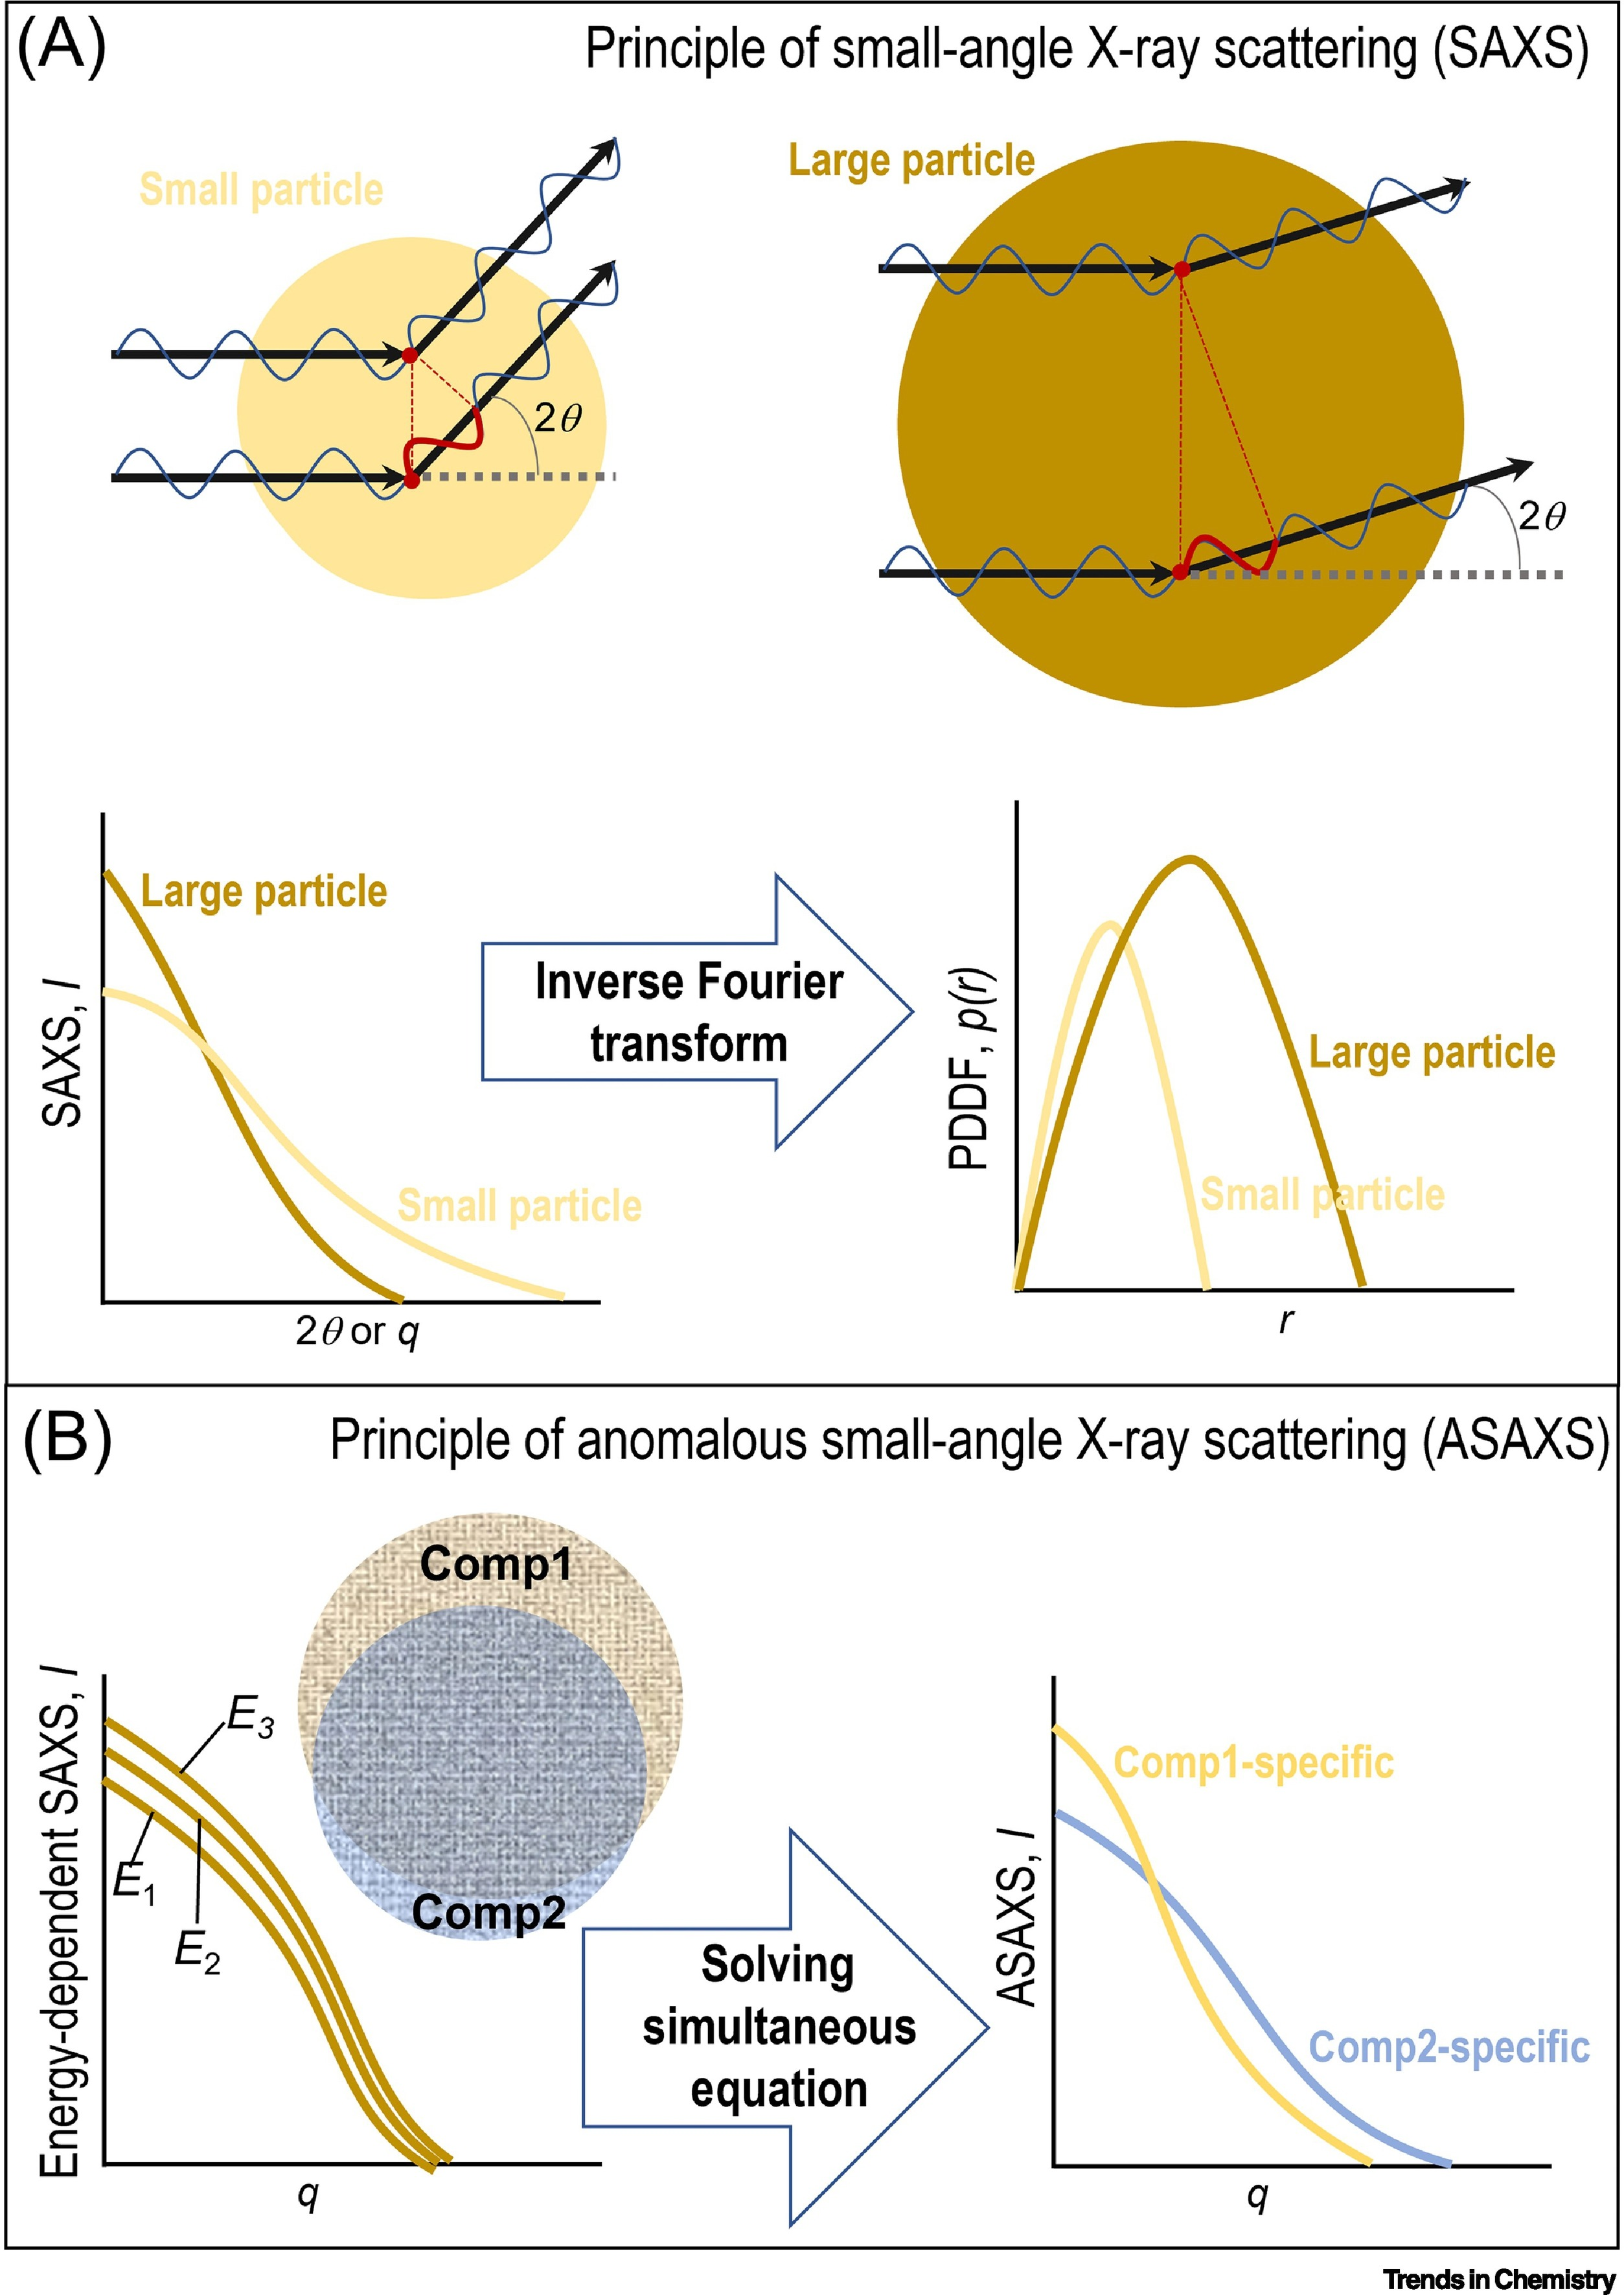 (A)
Principle of small-angle X-ray scattering (SAXS)
Small particle
Large particle
2θ
2θ
SAXS, I
Large particle
Small particle
2θ or q
Inverse Fourier
transform
PDDF, p(r)
Large particle
Small particle
r
(B)
Principle of anomalous small-angle X-ray scattering (ASAXS)
Comp1
Comp2
Energy-dependent SAXS, I
E3
E1
E2
q
Solving
simultaneous
equation
ASAXS, I
Comp1-specific
Comp2-specific
q
Trends in Chemistry